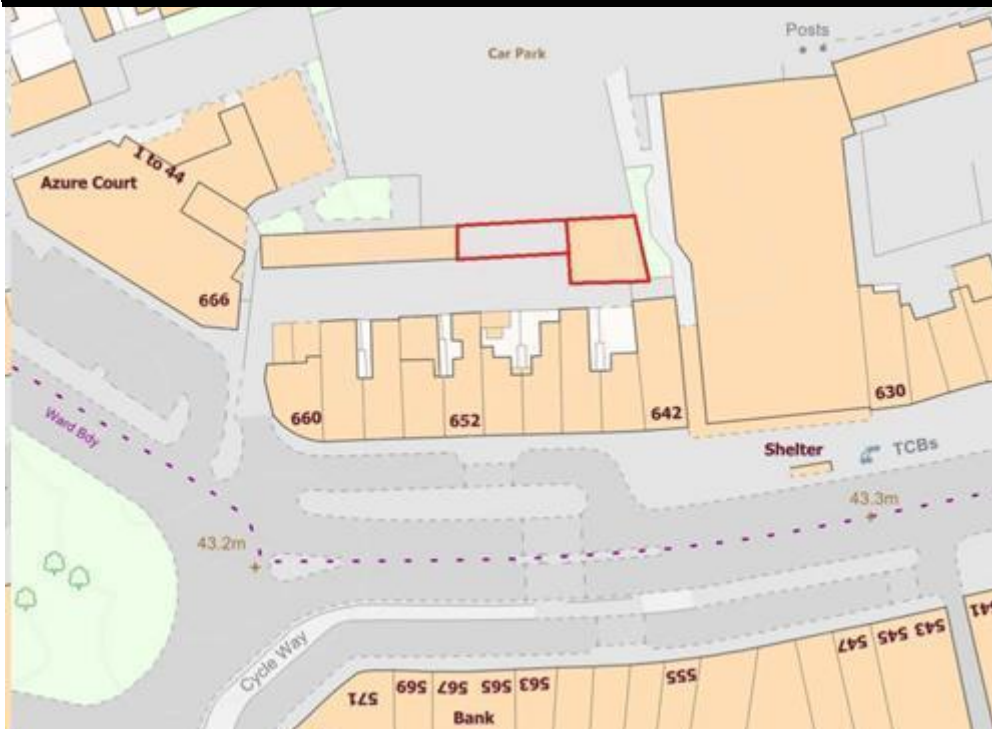 Posts
Car Park
1 to 44
Azure Court
666
660
652
642
630
Ward Bdy
Shelter
TCBs
43.3m
43.2m
Cycle Way
571
569
567
565
563
555
547
545
543
541
Bank